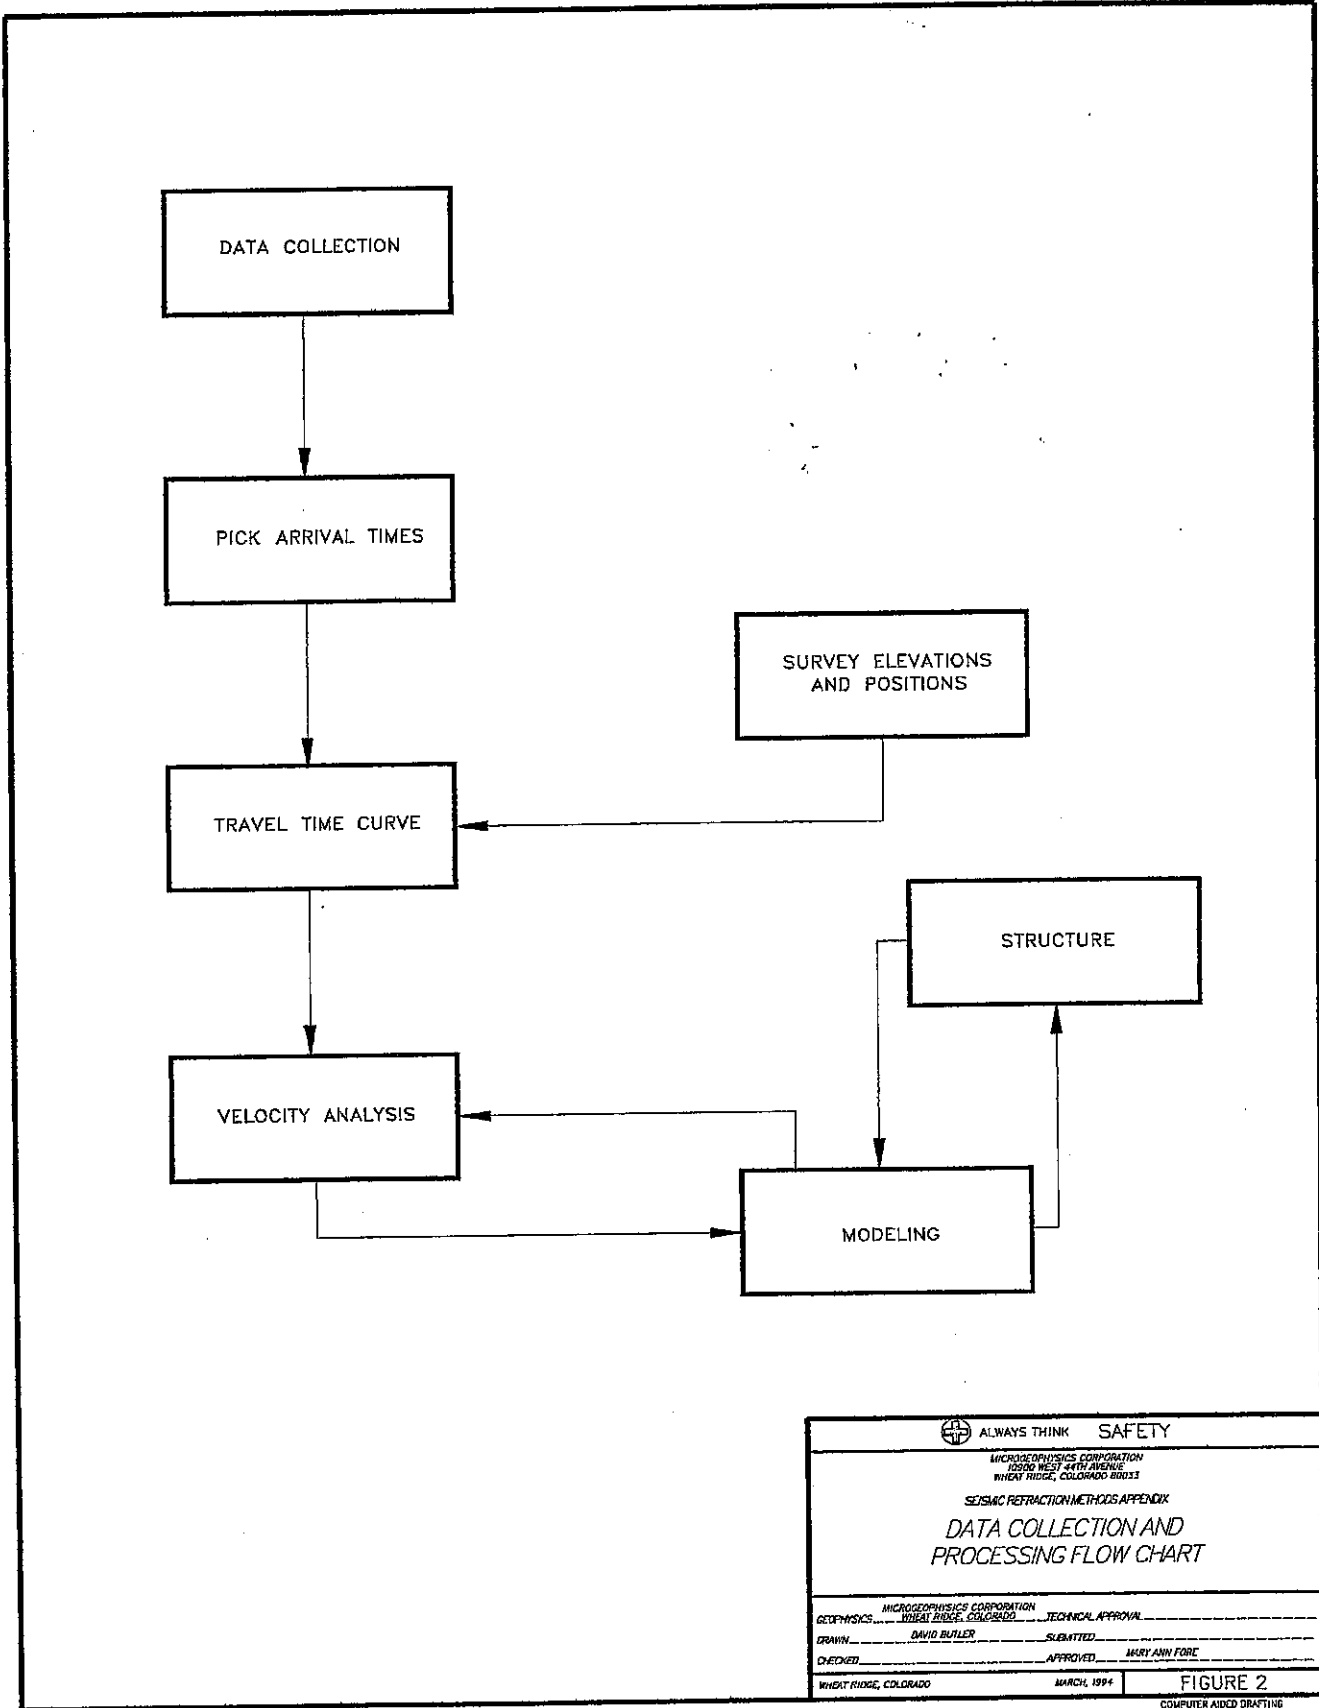 DATA COLLECTION
PICK ARRIVAL TIMES
SURVEY ELEVATIONS
AND POSITIONS
TRAVEL TIME CURVE
STRUCTURE
VELOCITY ANALYSIS
MODELING
ALWAYS THINK SAFETY
MICROGEOPHYSICS CORPORATION
10900 WEST 44TH AVENUE
WHEAT RIDGE, COLORADO 80033
SEISMIC REFRACTION METHODS APPENDIX
DATA COLLECTION AND
PROCESSING FLOW CHART
MICROGEOPHYSICS CORPORATION
GEOPHYSICS WHEAT RIDGE, COLORADO TECHNICAL APPROVAL
DRAWN DAVID BUTLER SUBMITTED
CHECKED APPROVED MARY ANN FORE
WHEAT RIDGE, COLORADO MARCH, 1994 FIGURE 2
COMPUTER AIDED DRAFTING